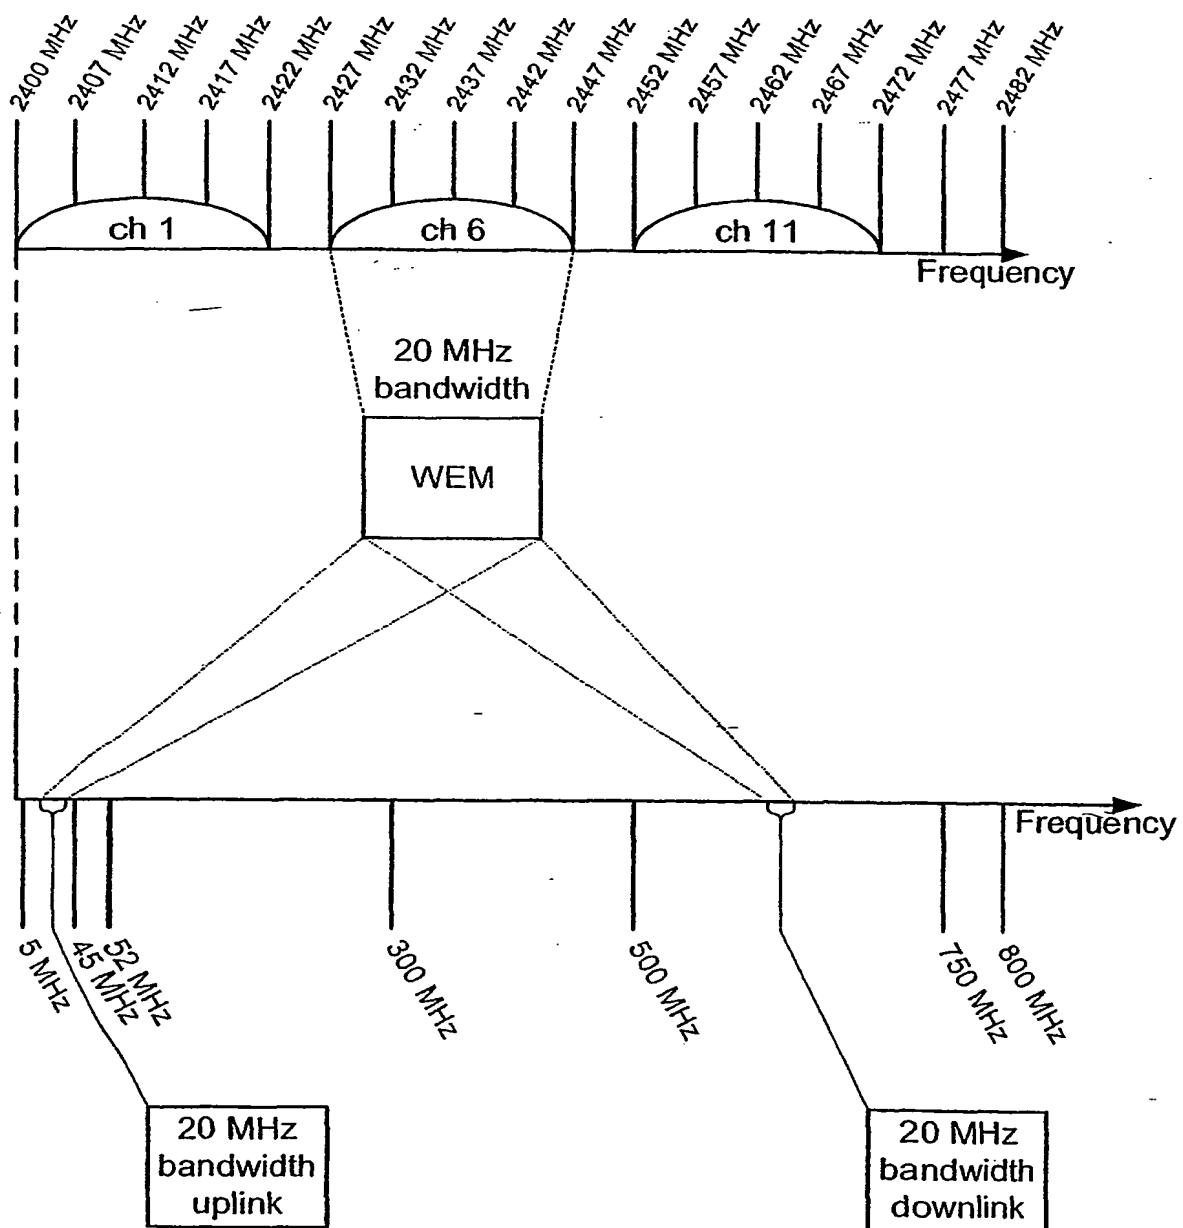 2400 MHz
2407 MHz
2412 MHz
2417 MHz
2422 MHz
2427 MHz
2432 MHz
2437 MHz
2442 MHz
2447 MHz
2452 MHz
2457 MHz
2462 MHz
2467 MHz
2472 MHz
2477 MHz
2482 MHz
ch 1
ch 6
ch 11
Frequency
20 MHz
bandwidth
WEM
Frequency
5 MHz
45 MHz
52 MHz
300 MHz
500 MHz
750 MHz
800 MHz
20 MHz
bandwidth
uplink
20 MHz
bandwidth
downlink